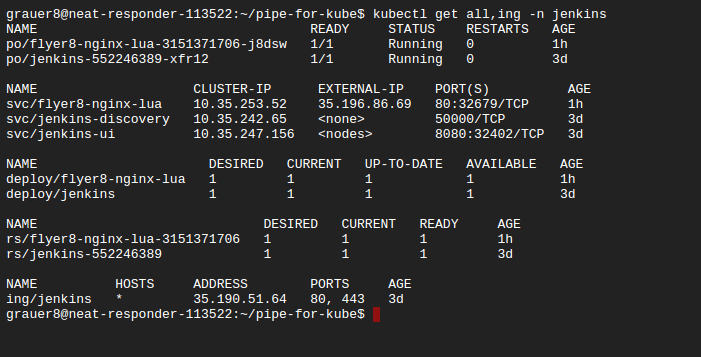 grauer8@neat-responder-113522:~/pipe-for-kube$ kubectl get all,ing -n jenkins
NAME READY STATUS RESTARTS AGE
po/flyer8-nginx-lua-3151371706-j8dsw 1/1 Running 0 1h
po/jenkins-552246389-xfr12 1/1 Running 0 3d
NAME CLUSTER-IP EXTERNAL-IP PORT(S) AGE
svc/flyer8-nginx-lua 10.35.253.52 35.196.86.69 80:32679/TCP 1h
svc/jenkins-discovery 10.35.242.65 <none> 50000/TCP 3d
svc/jenkins-ui 10.35.247.156 <nodes> 8080:32402/TCP 3d
NAME DESIRED CURRENT UP-TO-DATE AVAILABLE AGE
deploy/flyer8-nginx-lua 1 1 1 1 1h
deploy/jenkins 1 1 1 1 3d
NAME DESIRED CURRENT READY AGE
rs/flyer8-nginx-lua-3151371706 1 1 1 1h
rs/jenkins-552246389 1 1 1 3d
NAME HOSTS ADDRESS PORTS AGE
ing/jenkins * 35.190.51.64 80, 443 3d
grauer8@neat-responder-113522:~/pipe-for-kube$